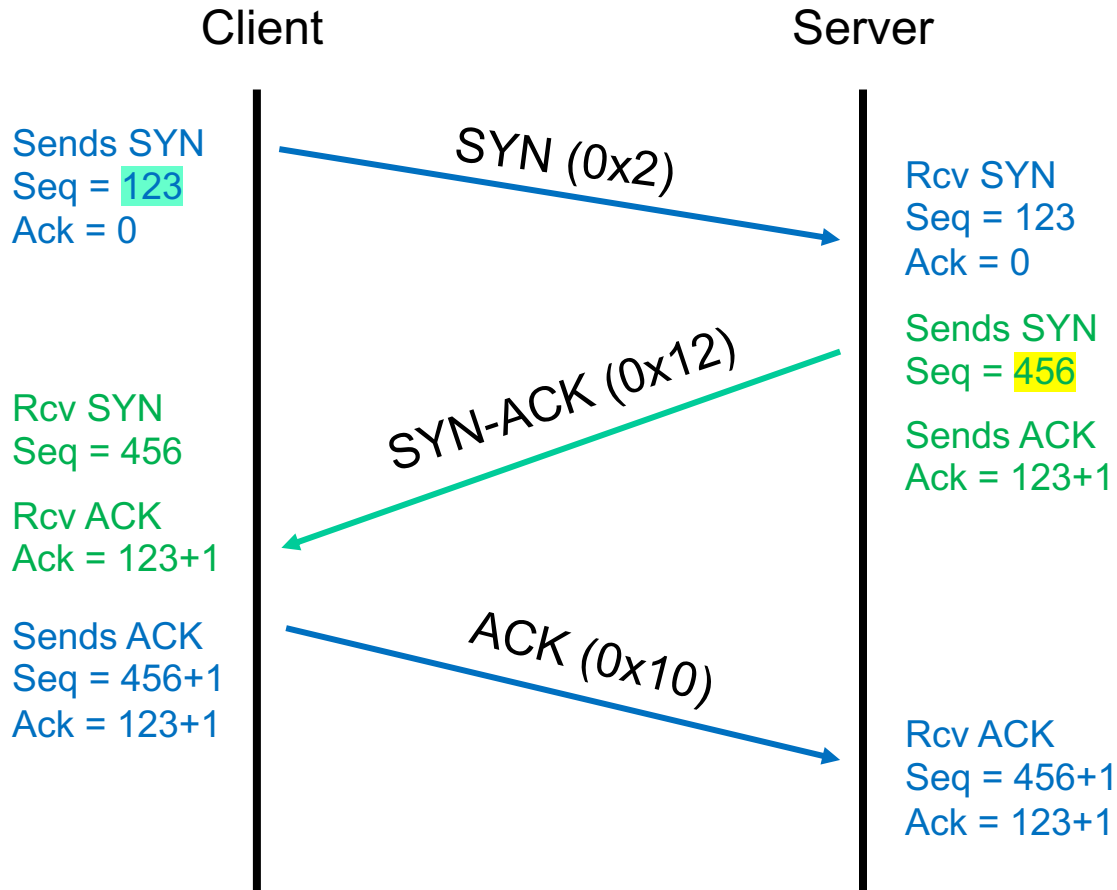 Client
Server
Sends SYN
Seq = 123
Ack = 0
SYN (0x2)
Rcv SYN
Seq = 123
Ack = 0
Sends SYN
Seq = 456
Sends ACK
Ack = 123+1
SYN-ACK (0x12)
Rcv SYN
Seq = 456
Rcv ACK
Ack = 123+1
Sends ACK
Seq = 456+1
Ack = 123+1
ACK (0x10)
Rcv ACK
Seq = 456+1
Ack = 123+1